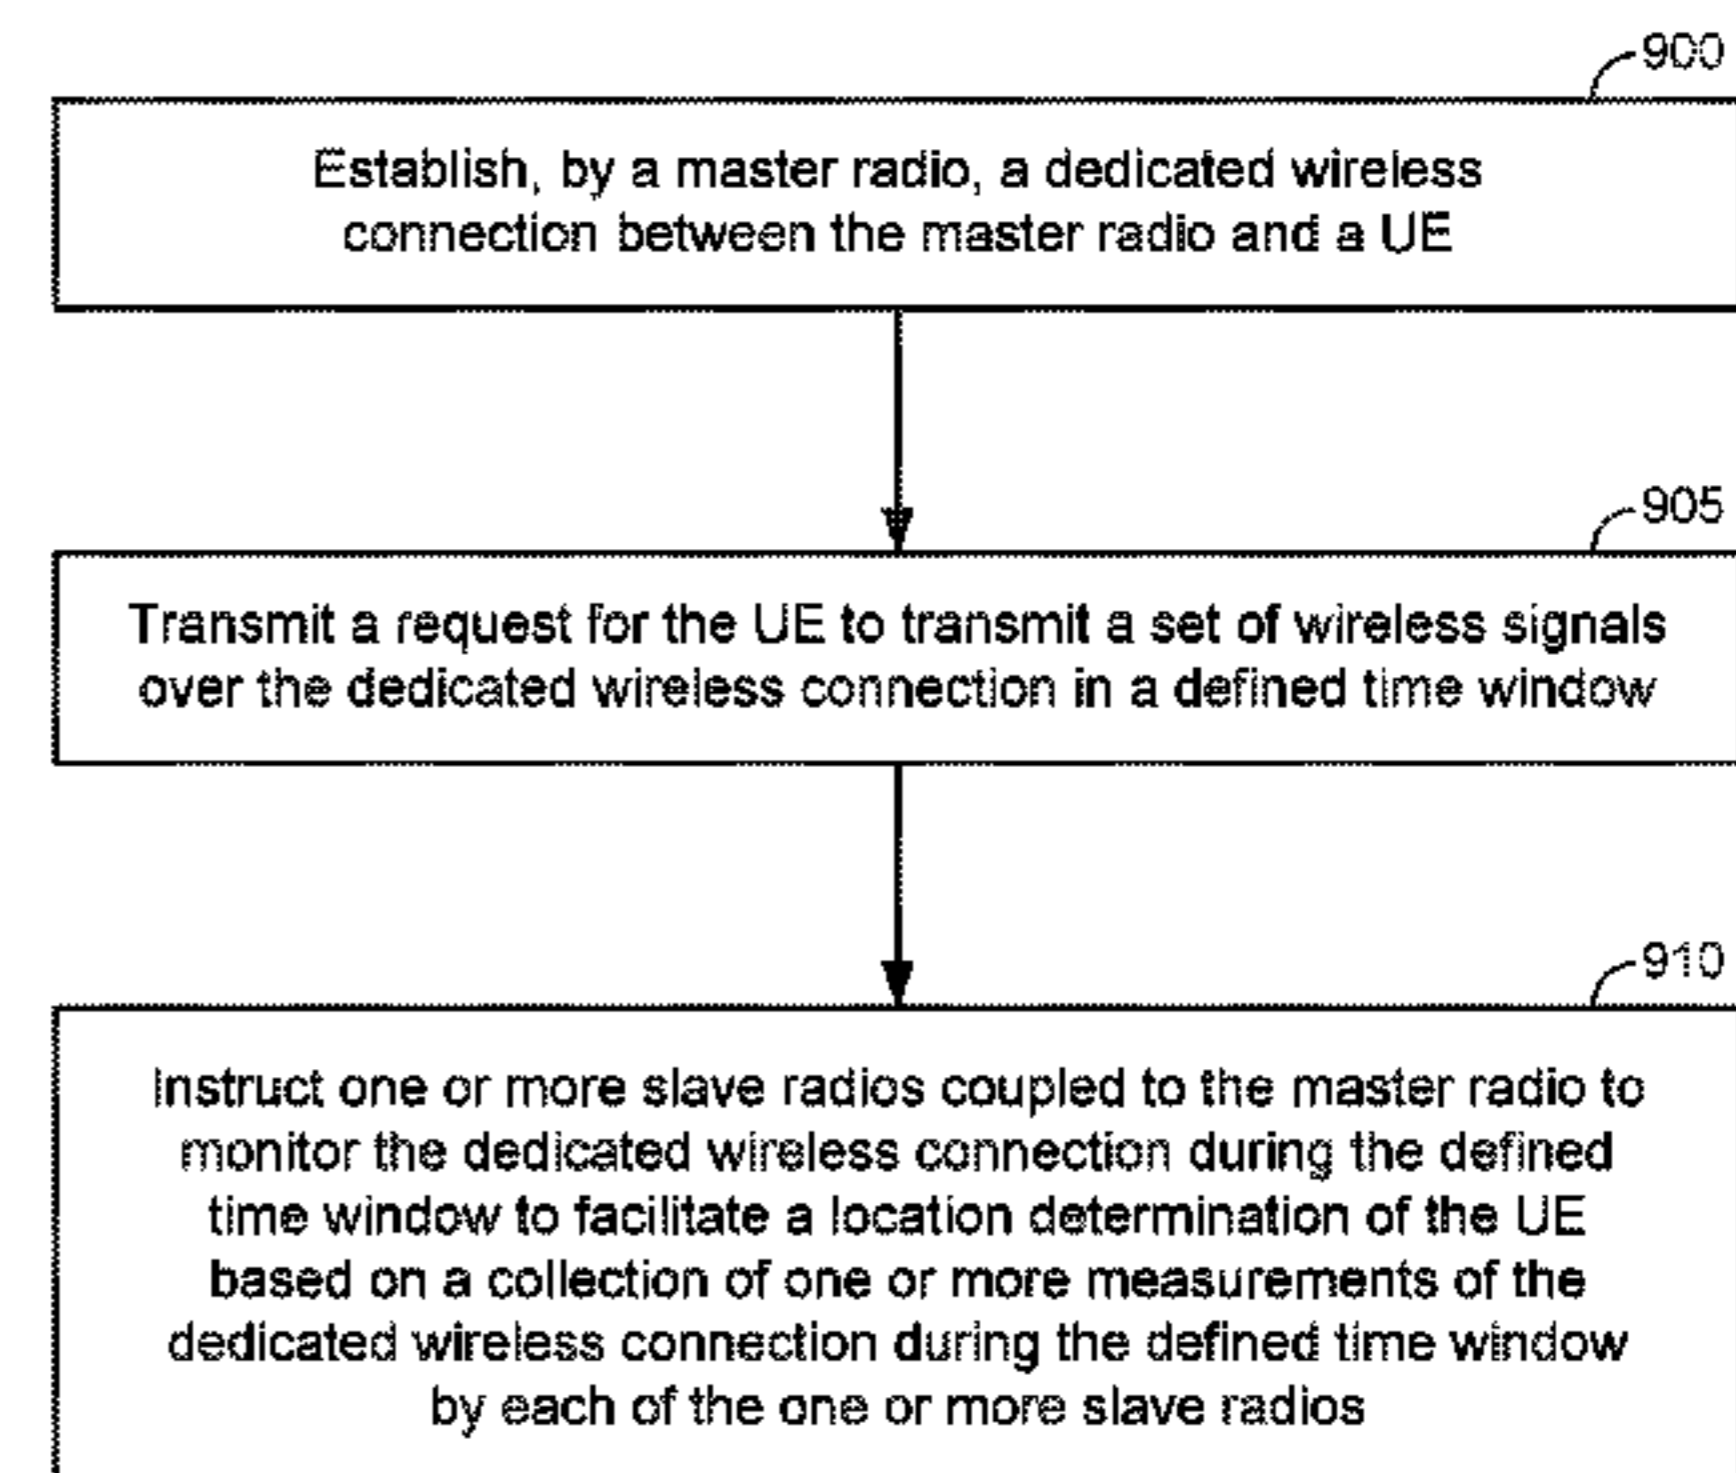 900
Establish, by a master radio, a dedicated wireless
connection between the master radio and a UE
905
Transmit a request for the UE to transmit a set of wireless signals
over the dedicated wireless connection in a defined time window
910
Instruct one or more slave radios coupled to the master radio to
monitor the dedicated wireless connection during the defined
time window to facilitate a location determination of the UE
based on a collection of one or more measurements of the
dedicated wireless connection during the defined time window
by each of the one or more slave radios